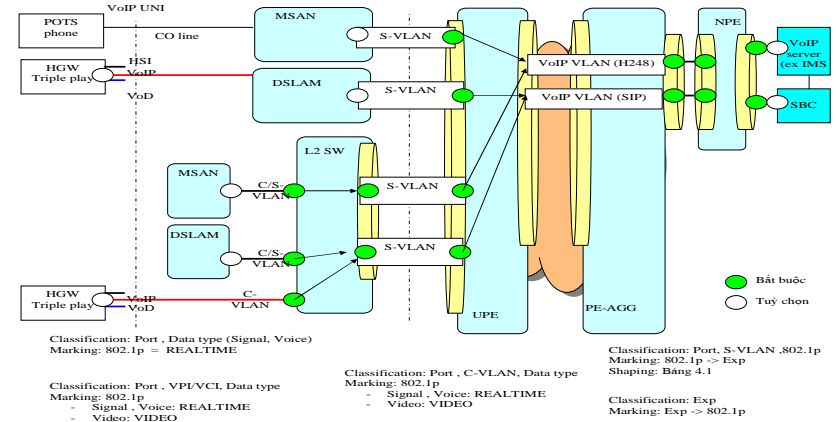 VoIP UNI
POTS
phone
CO line
MSAN
S-VLAN
NPE
VoIP
server
(ex IMS
HGW
Triple play
HSI
VoIP
VoD
DSLAM
S-VLAN
VoIP VLAN (H248)
VoIP VLAN (SIP)
SBC
L2 SW
MSAN
C/S-
VLAN
S-VLAN
DSLAM
C/S-
VLAN
S-VLAN
HGW
Triple play
VoIP
VoD
C-
VLAN
UPE
PE-AGG
Bắt buộc
Tuỳ chọn
Classification: Port , Data type (Signal, Voice)
Marking: 802.1p = REALTIME
Classification: Port , VPI/VCI, Data type
Marking: 802.1p
- Signal , Voice: REALTIME
- Video: VIDEO
Classification: Port , C-VLAN, Data type
Marking: 802.1p
- Signal , Voice: REALTIME
- Video: VIDEO
Classification: Port, S-VLAN ,802.1p
Marking: 802.1p -> Exp
Shaping: Bảng 4.1
Classification: Exp
Marking: Exp -> 802.1p